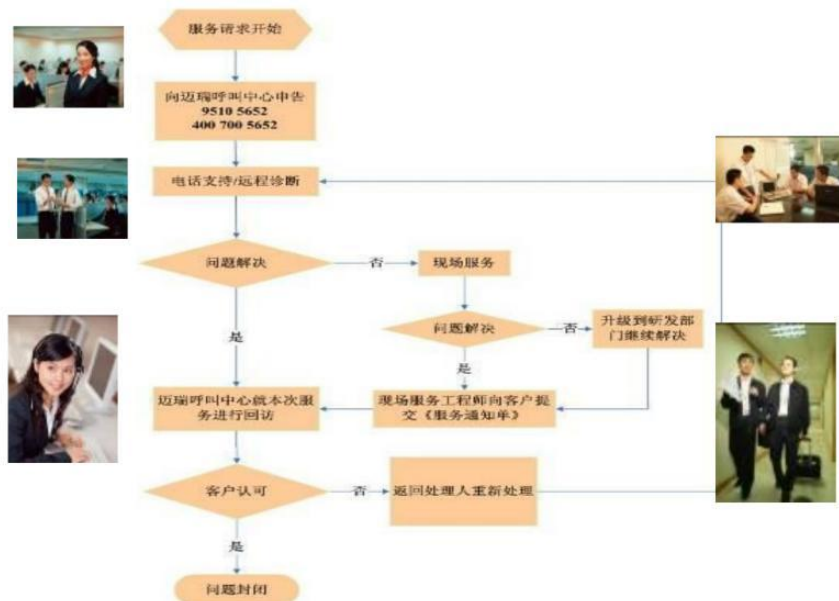 服务请求开始
向迈瑞呼叫中心申告
9510 5652
400 700 5652
电话支持/远程诊断
问题解决
否
现场服务
问题解决
否
升级到研发部
门继续解决
是
是
迈瑞呼叫中心就本次服
务进行回访
现场服务工程师向客户提
交《服务通知单》
客户认可
否
返回处理人重新处理
是
问题封闭